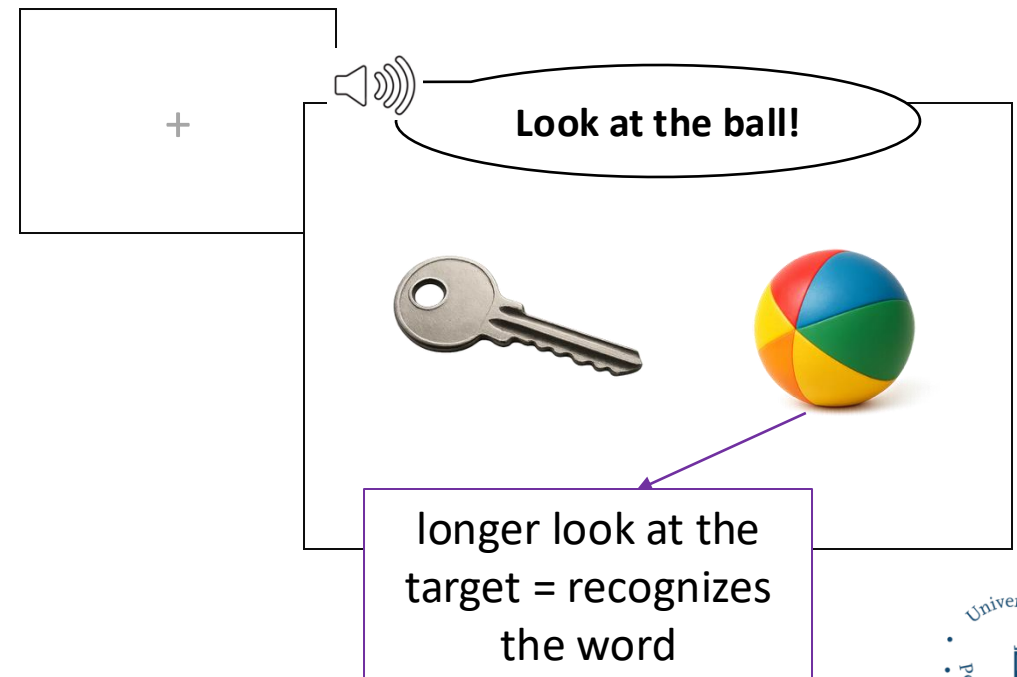 Look at the ball!
longer look at the
target = recognizes
the word